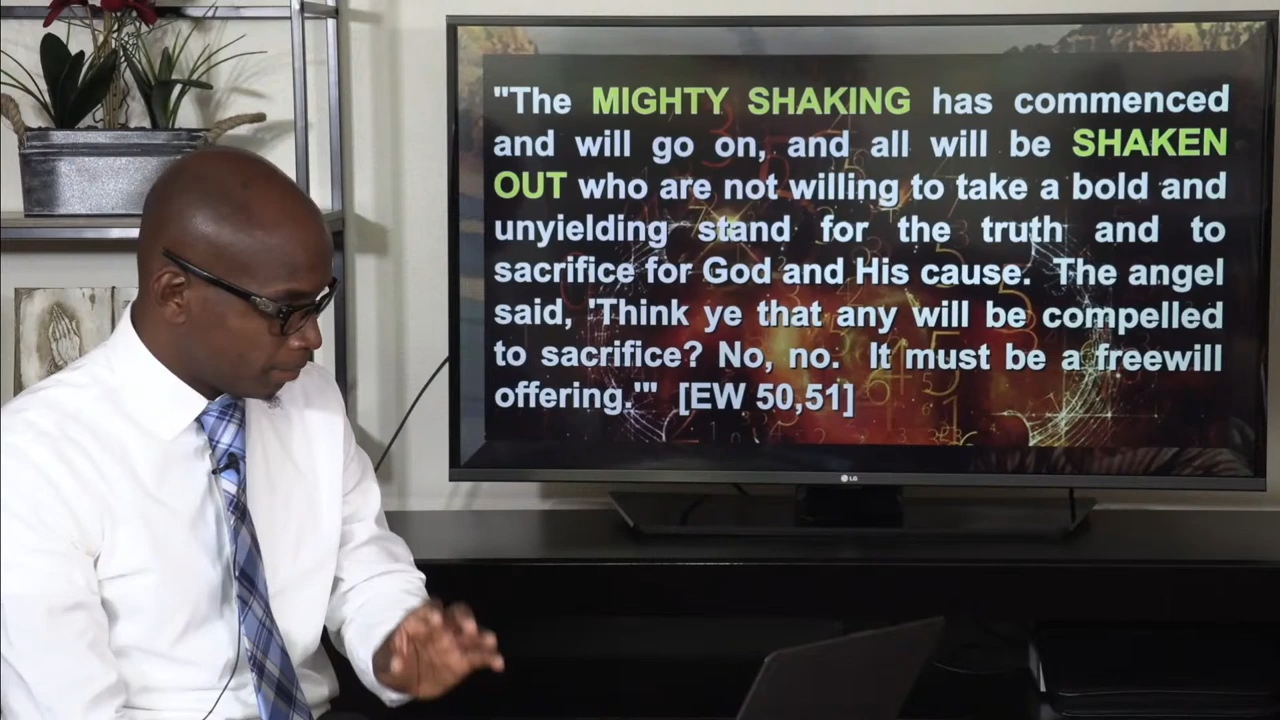 "The MIGHTY SHAKING has commenced
and will go on, and all will be SHAKEN
OUT who are not willing to take a bold and
unyielding stand for the truth and to
sacrifice for God and His cause. The angel
said, 'Think ye that any will be compelled
to sacrifice? No, no. It must be a freewill
offering.'" [EW 50,51]
LG